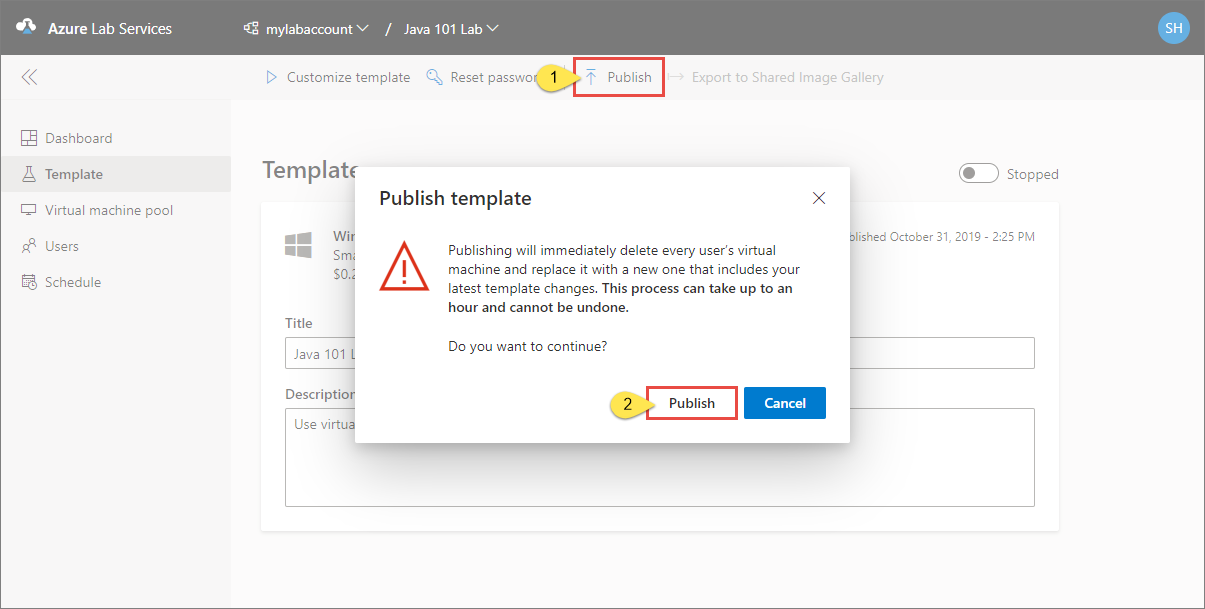 Azure Lab Services mylabaccount / Java 101 Lab SH
Customize template Reset passwor 1 Publish Export to Shared Image Gallery
Dashboard
Template
Virtual machine pool
Users
Schedule
Template Stopped
Publish template
Win blished October 31, 2019 - 2:25 PM
Sma
$0.2
Publishing will immediately delete every user's virtual
machine and replace it with a new one that includes your
latest template changes. This process can take up to an
hour and cannot be undone.
Do you want to continue?
Title
Java 101 L
2 Publish Cancel
Description
Use virtua